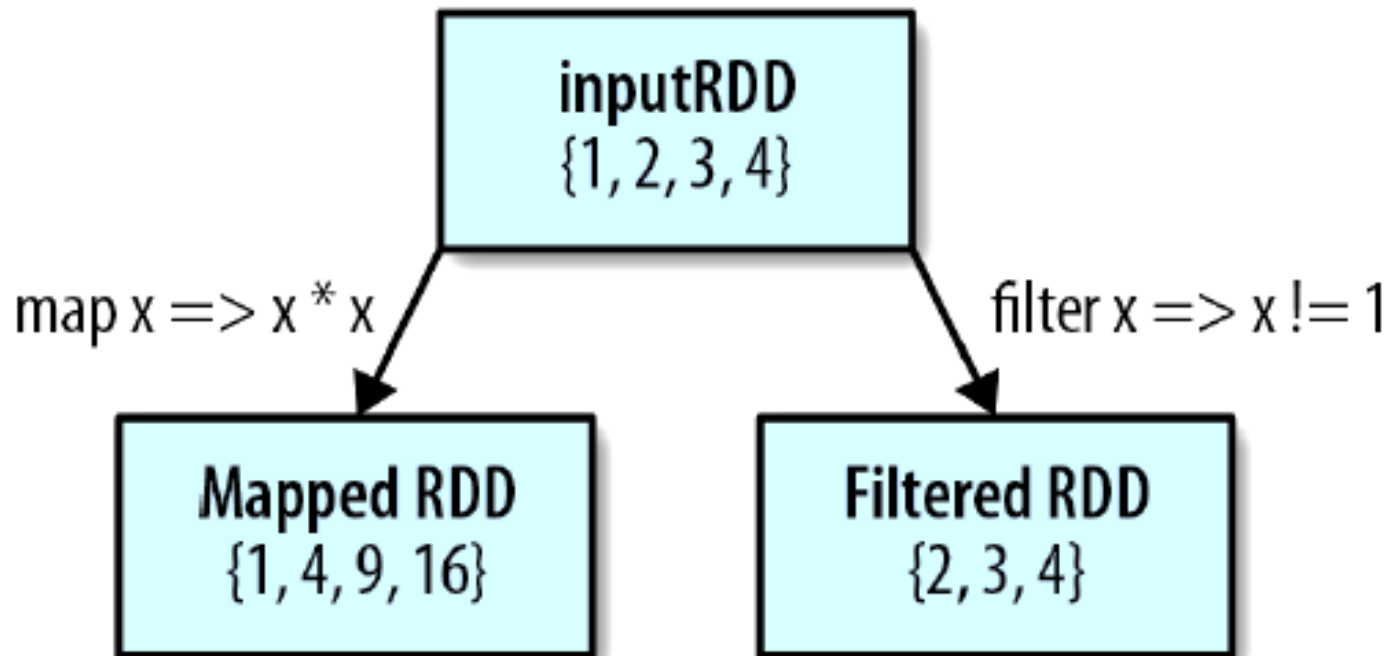 inputRDD
{1, 2, 3, 4}
map x => x * x
filter x => x != 1
Mapped RDD
{1, 4, 9, 16}
Filtered RDD
{2, 3, 4}